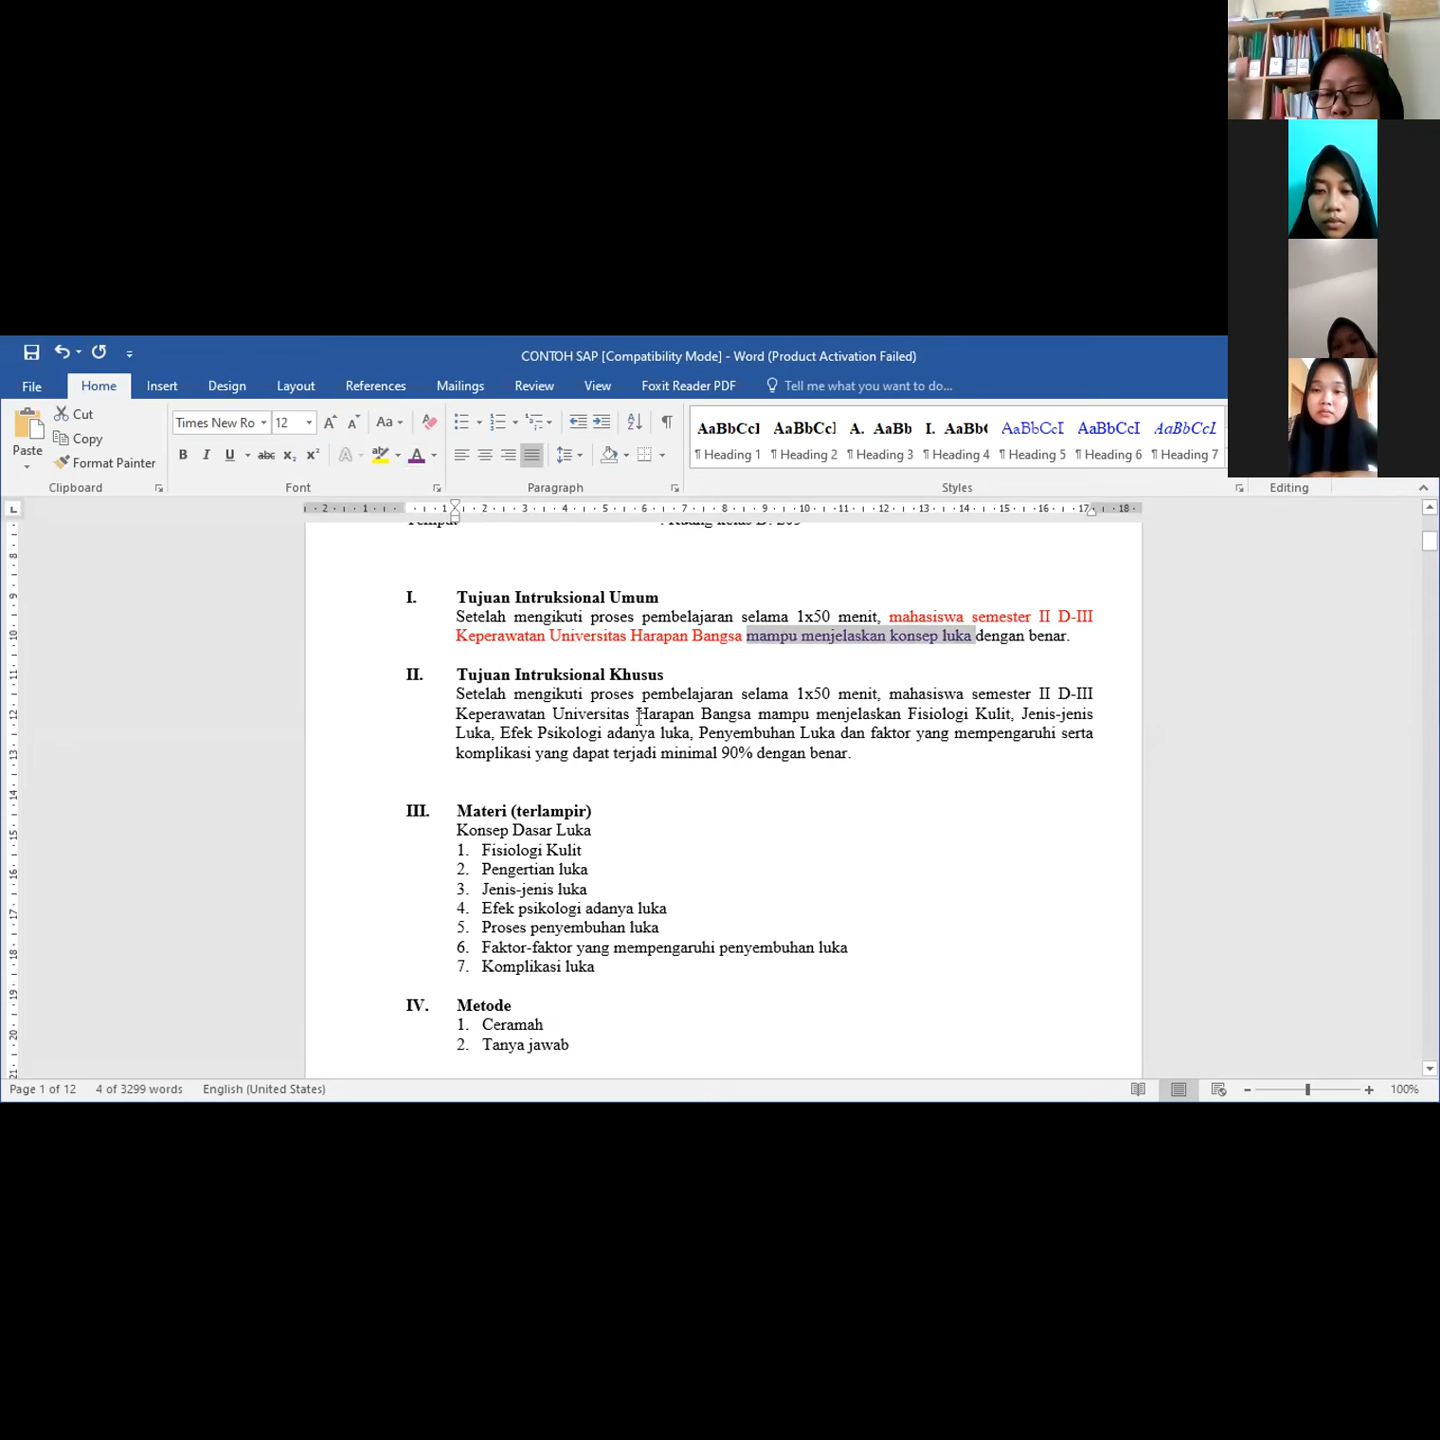 CONTOH SAP [Compatibility Mode] - Word (Product Activation Failed)
File Home Insert Design Layout References Mailings Review View Foxit Reader PDF Tell me what you want to do...
Cut
Copy
Format Painter
Paste
Times New Ro 12
AaBbCcI AaBbCcI A. AaBb I. AaBbC AaBbCcI AaBbCcI AaBbCcI
¶ Heading 1 ¶ Heading 2 ¶ Heading 3 ¶ Heading 4 ¶ Heading 5 ¶ Heading 6 ¶ Heading 7
Clipboard Font Paragraph Styles Editing
I. Tujuan Intruksional Umum
Setelah mengikuti proses pembelajaran selama 1x50 menit, mahasiswa semester II D-III
Keperawatan Universitas Harapan Bangsa mampu menjelaskan konsep luka dengan benar.
II. Tujuan Intruksional Khusus
Setelah mengikuti proses pembelajaran selama 1x50 menit, mahasiswa semester II D-III
Keperawatan Universitas Harapan Bangsa mampu menjelaskan Fisiologi Kulit, Jenis-jenis
Luka, Efek Psikologi adanya luka, Penyembuhan Luka dan faktor yang mempengaruhi serta
komplikasi yang dapat terjadi minimal 90% dengan benar.
III. Materi (terlampir)
Konsep Dasar Luka
1. Fisiologi Kulit
2. Pengertian luka
3. Jenis-jenis luka
4. Efek psikologi adanya luka
5. Proses penyembuhan luka
6. Faktor-faktor yang mempengaruhi penyembuhan luka
7. Komplikasi luka
IV. Metode
1. Ceramah
2. Tanya jawab
Page 1 of 12 4 of 3299 words English (United States) 100%